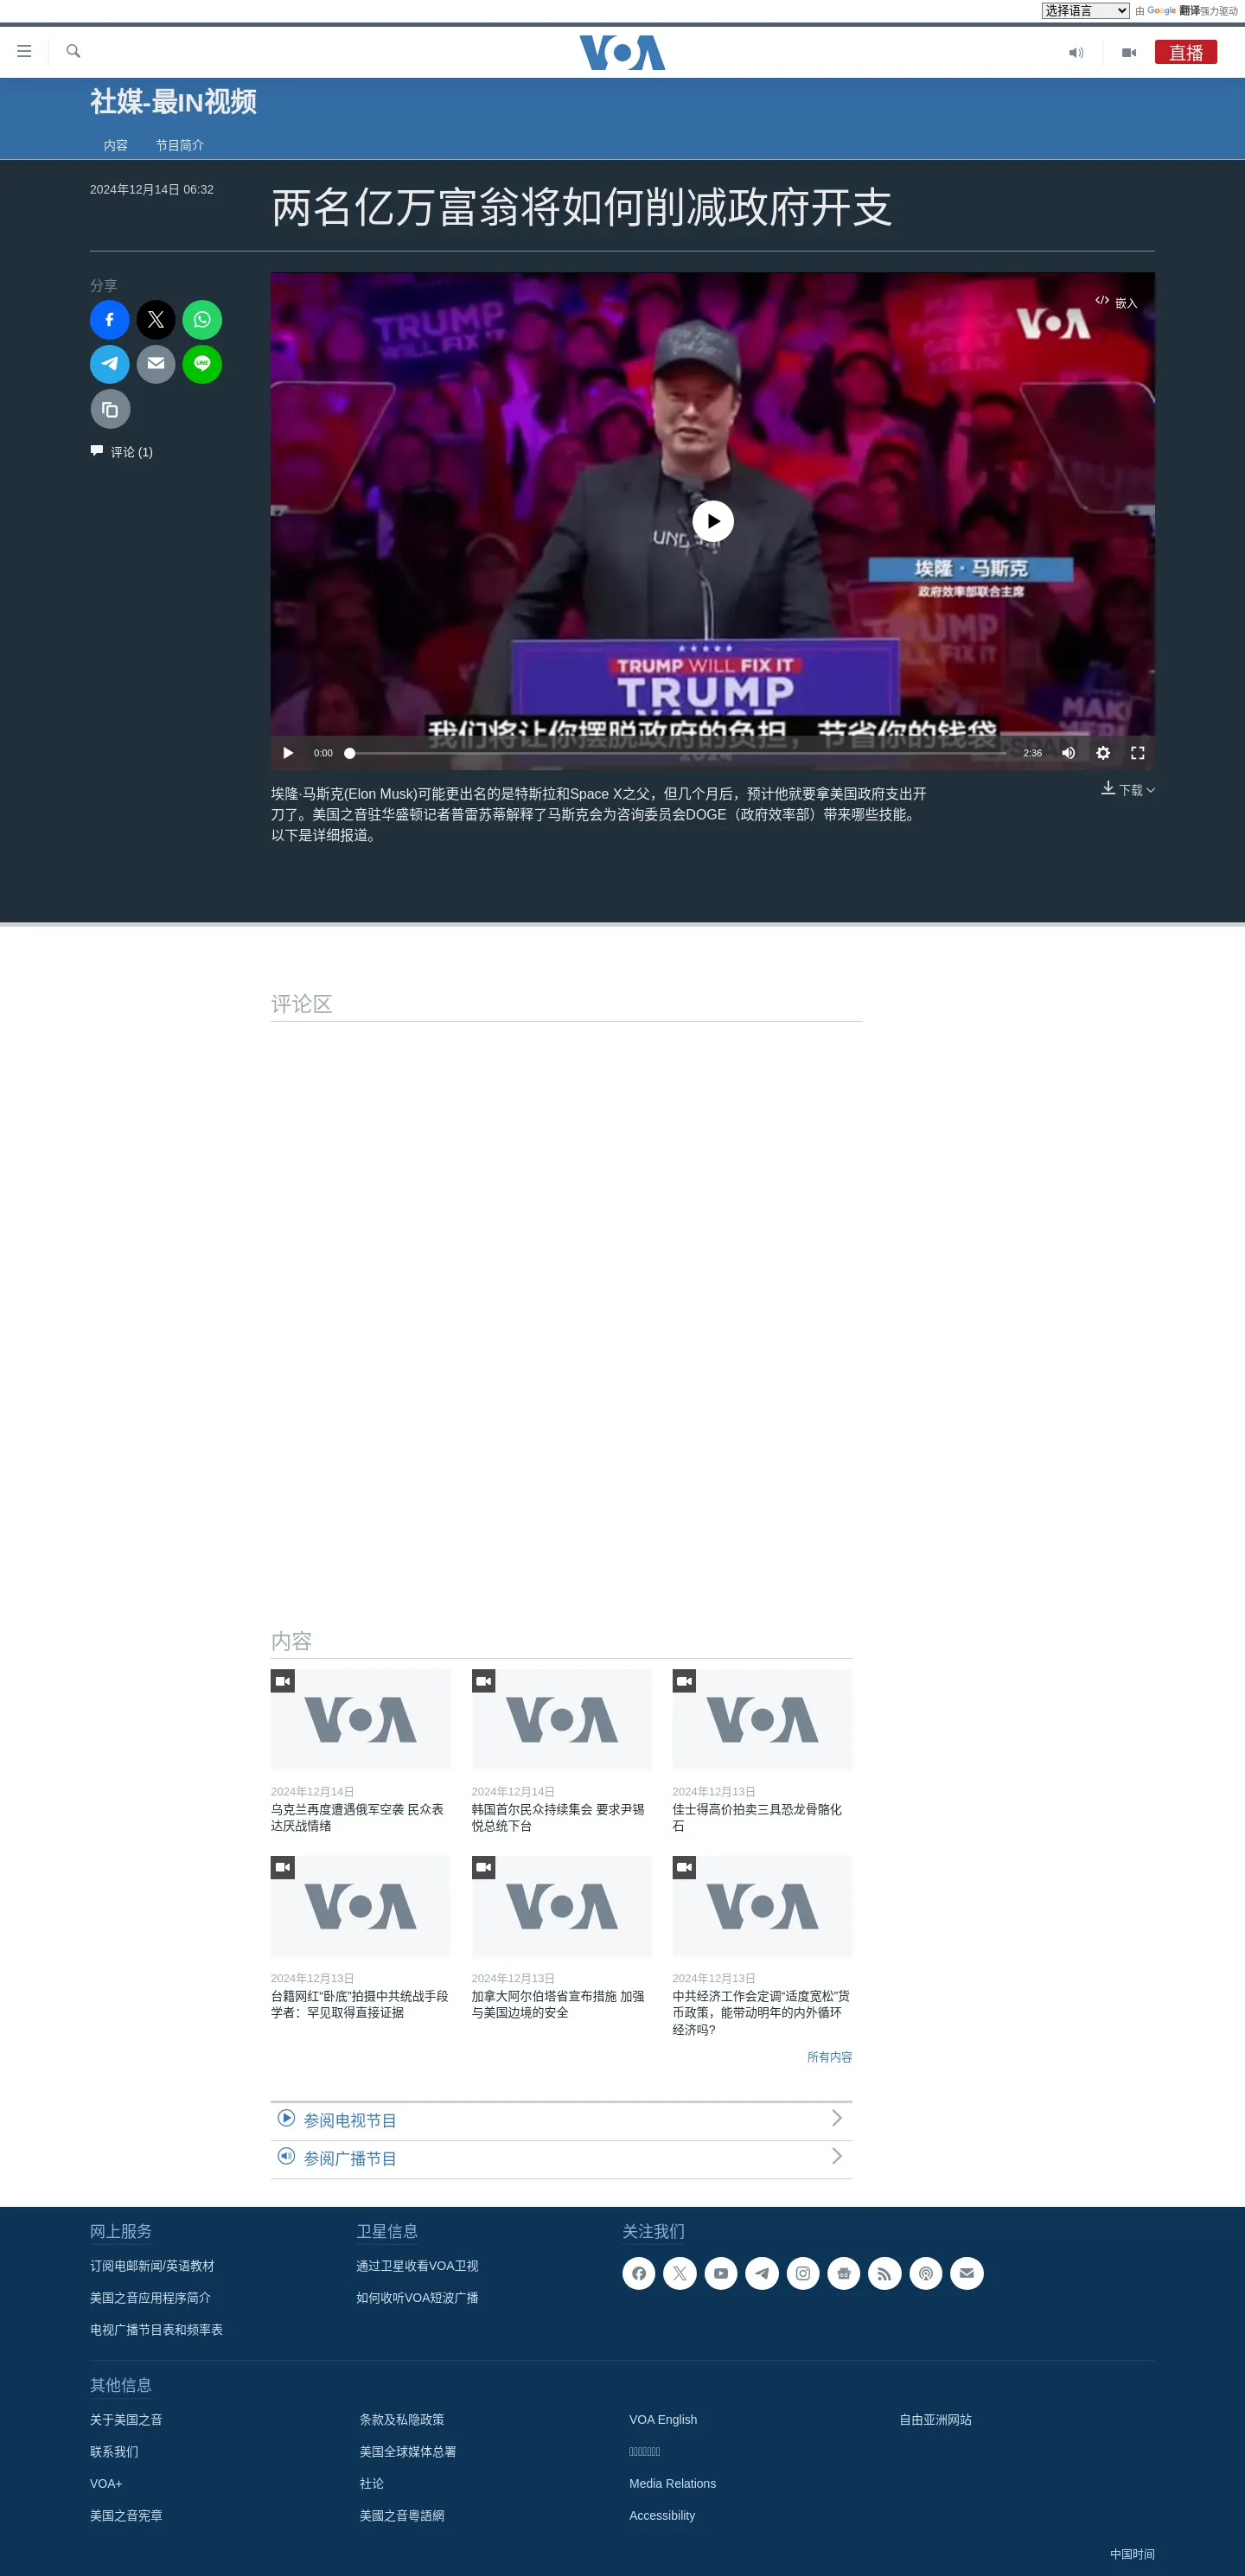 选择语言
由 Google 翻译强力驱动
VOA
直播
社媒-最IN视频
内容
节目简介
2024年12月14日 06:32
两名亿万富翁将如何削减政府开支
分享
评论 (1)
嵌入
VOA
TRUMP
埃隆・马斯克
政府效率部联合主席
TRUMP WILL FIX IT
TRUMP
VANCE
我们将让你摆脱政府的负担，节省你的钱袋
0:00
2:36
埃隆·马斯克(Elon Musk)可能更出名的是特斯拉和Space X之父，但几个月后，预计他就要拿美国政府支出开
刀了。美国之音驻华盛顿记者普雷苏蒂解释了马斯克会为咨询委员会DOGE（政府效率部）带来哪些技能。
以下是详细报道。
下载
评论区
内容
2024年12月14日
乌克兰再度遭遇俄军空袭 民众表
达厌战情绪
2024年12月14日
韩国首尔民众持续集会 要求尹锡
悦总统下台
2024年12月13日
佳士得高价拍卖三具恐龙骨骼化
石
2024年12月13日
台籍网红“卧底”拍摄中共统战手段
学者：罕见取得直接证据
2024年12月13日
加拿大阿尔伯塔省宣布措施 加强
与美国边境的安全
2024年12月13日
中共经济工作会定调“适度宽松”货
币政策，能带动明年的内外循环
经济吗?
所有内容
参阅电视节目
参阅广播节目
网上服务
订阅电邮新闻/英语教材
美国之音应用程序简介
电视广播节目表和频率表
卫星信息
通过卫星收看VOA卫视
如何收听VOA短波广播
关注我们
其他信息
关于美国之音
联系我们
VOA+
美国之音宪章
条款及私隐政策
美国全球媒体总署
社论
美國之音粵語網
VOA English
Media Relations
Accessibility
自由亚洲网站
中国时间